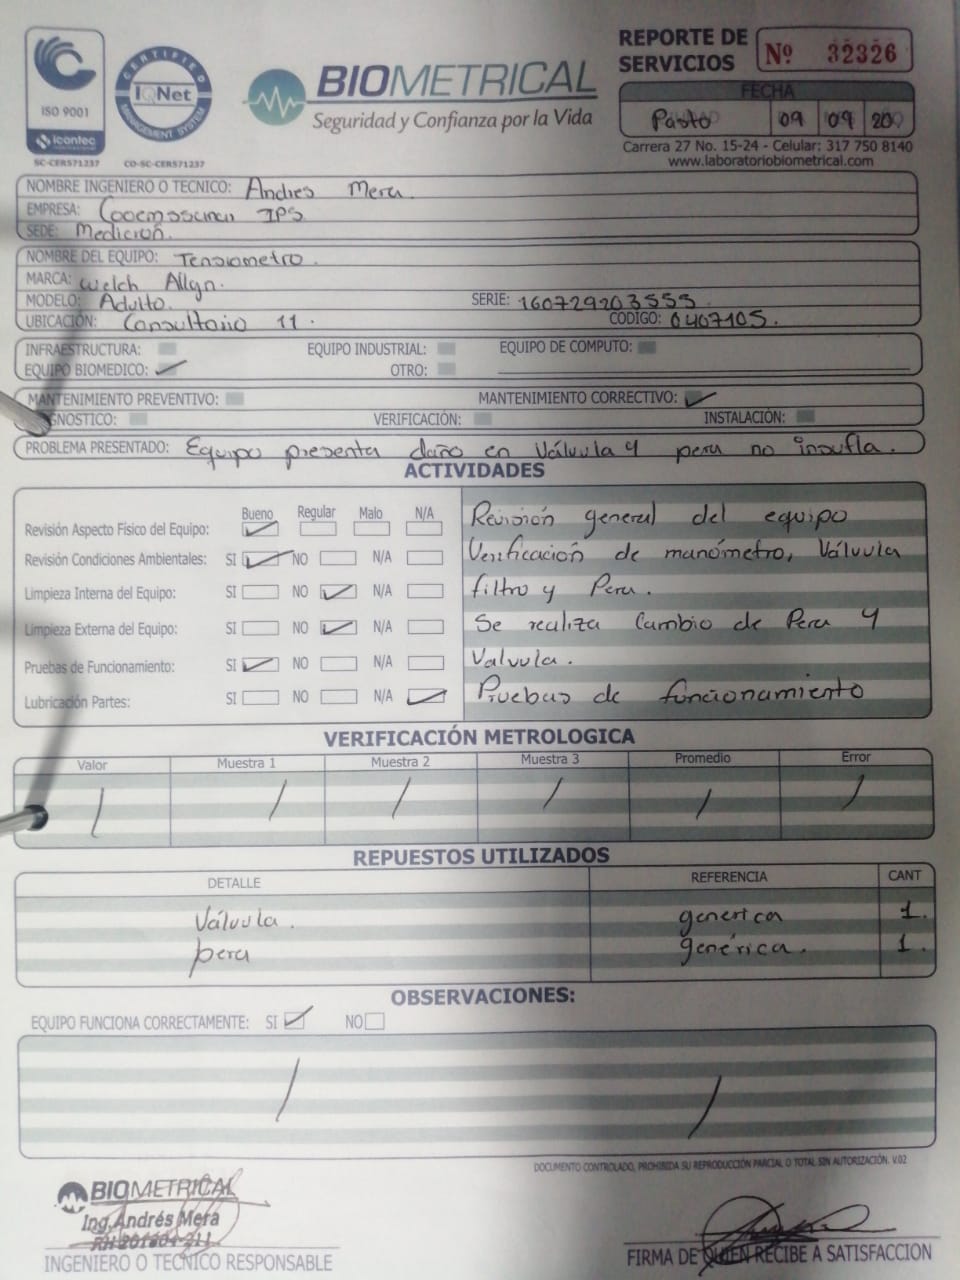 ISO 9001
icontec
SC-CER571237
CERTIFIED
IQNet
MANAGEMENT SYSTEM
CO-SC-CER571237
BIOMETRICAL
Seguridad y Confianza por la Vida
REPORTE DE
SERVICIOS
Nº 32326
FECHA
Pasto 09 09 20
Carrera 27 No. 15-24 - Celular: 317 750 8140
www.laboratoriobiometrical.com
NOMBRE INGENIERO O TECNICO: Andres Mera.
EMPRESA: IPS
SEDE: Medicion.
NOMBRE DEL EQUIPO: Tensiometro.
MARCA: Welch Allyn.
MODELO: Adulto. SERIE: 160729203555
UBICACIÓN: Consultorio 11. CÓDIGO: 0407105.
INFRAESTRUCTURA: EQUIPO INDUSTRIAL: EQUIPO DE COMPUTO:
EQUIPO BIOMEDICO: OTRO:
MANTENIMIENTO PREVENTIVO: MANTENIMIENTO CORRECTIVO:
GNOSTICO: VERIFICACIÓN: INSTALACIÓN:
PROBLEMA PRESENTADO: Equipo presenta daño en Válvula y pera no insufla.
ACTIVIDADES
Bueno Regular Malo N/A
Revisión Aspecto Físico del Equipo:
Revisión Condiciones Ambientales: SI NO N/A
Limpieza Interna del Equipo: SI NO N/A
Limpieza Externa del Equipo: SI NO N/A
Pruebas de Funcionamiento: SI NO N/A
Lubricación Partes: SI NO N/A
Revisión general del equipo
Verificación de manómetro, Válvula
filtro y Pera.
Se realiza Cambio de Pera y
Valvula.
Pruebas de funcionamiento
VERIFICACIÓN METROLOGICA
Valor Muestra 1 Muestra 2 Muestra 3 Promedio Error
/ / / / / /
REPUESTOS UTILIZADOS
DETALLE REFERENCIA CANT
Válvula. generica 1.
pera genérica. 1.
OBSERVACIONES:
EQUIPO FUNCIONA CORRECTAMENTE: SI NO
/ /
DOCUMENTO CONTROLADO, PROHIBIDA SU REPRODUCCIÓN PARCIAL O TOTAL SIN AUTORIZACIÓN. V.02
BIOMETRICAL
Ing. Andrés Mera
INGENIERO O TECNICO RESPONSABLE
FIRMA DE QUIEN RECIBE A SATISFACCION